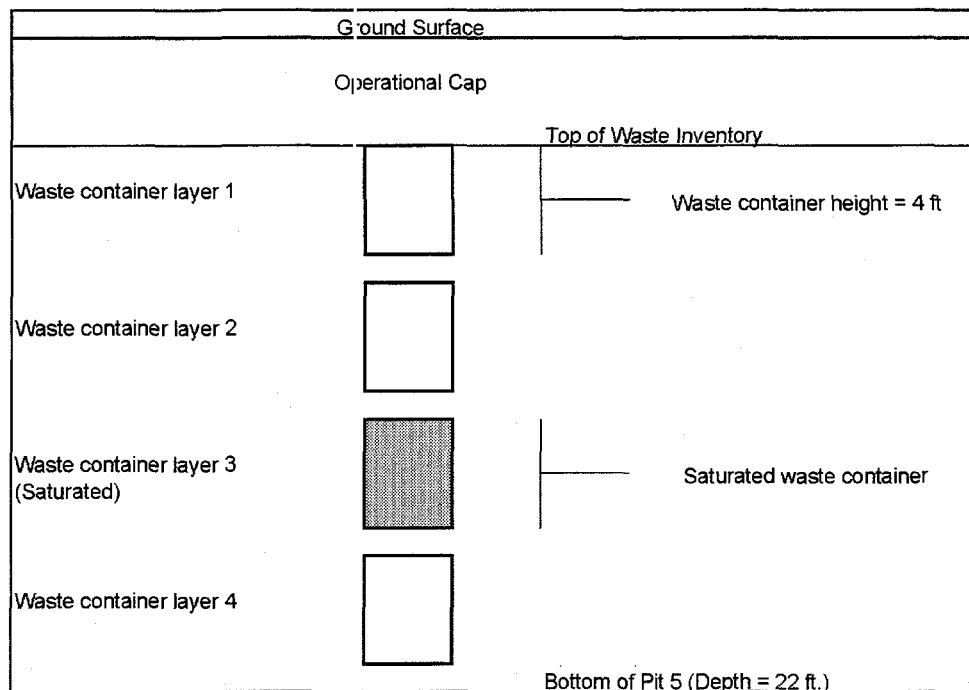 Ground Surface
Operational Cap
Top of Waste Inventory
Waste container layer 1
Waste container height = 4 ft
Waste container layer 2
Waste container layer 3
(Saturated)
Saturated waste container
Waste container layer 4
Bottom of Pit 5 (Depth = 22 ft.)